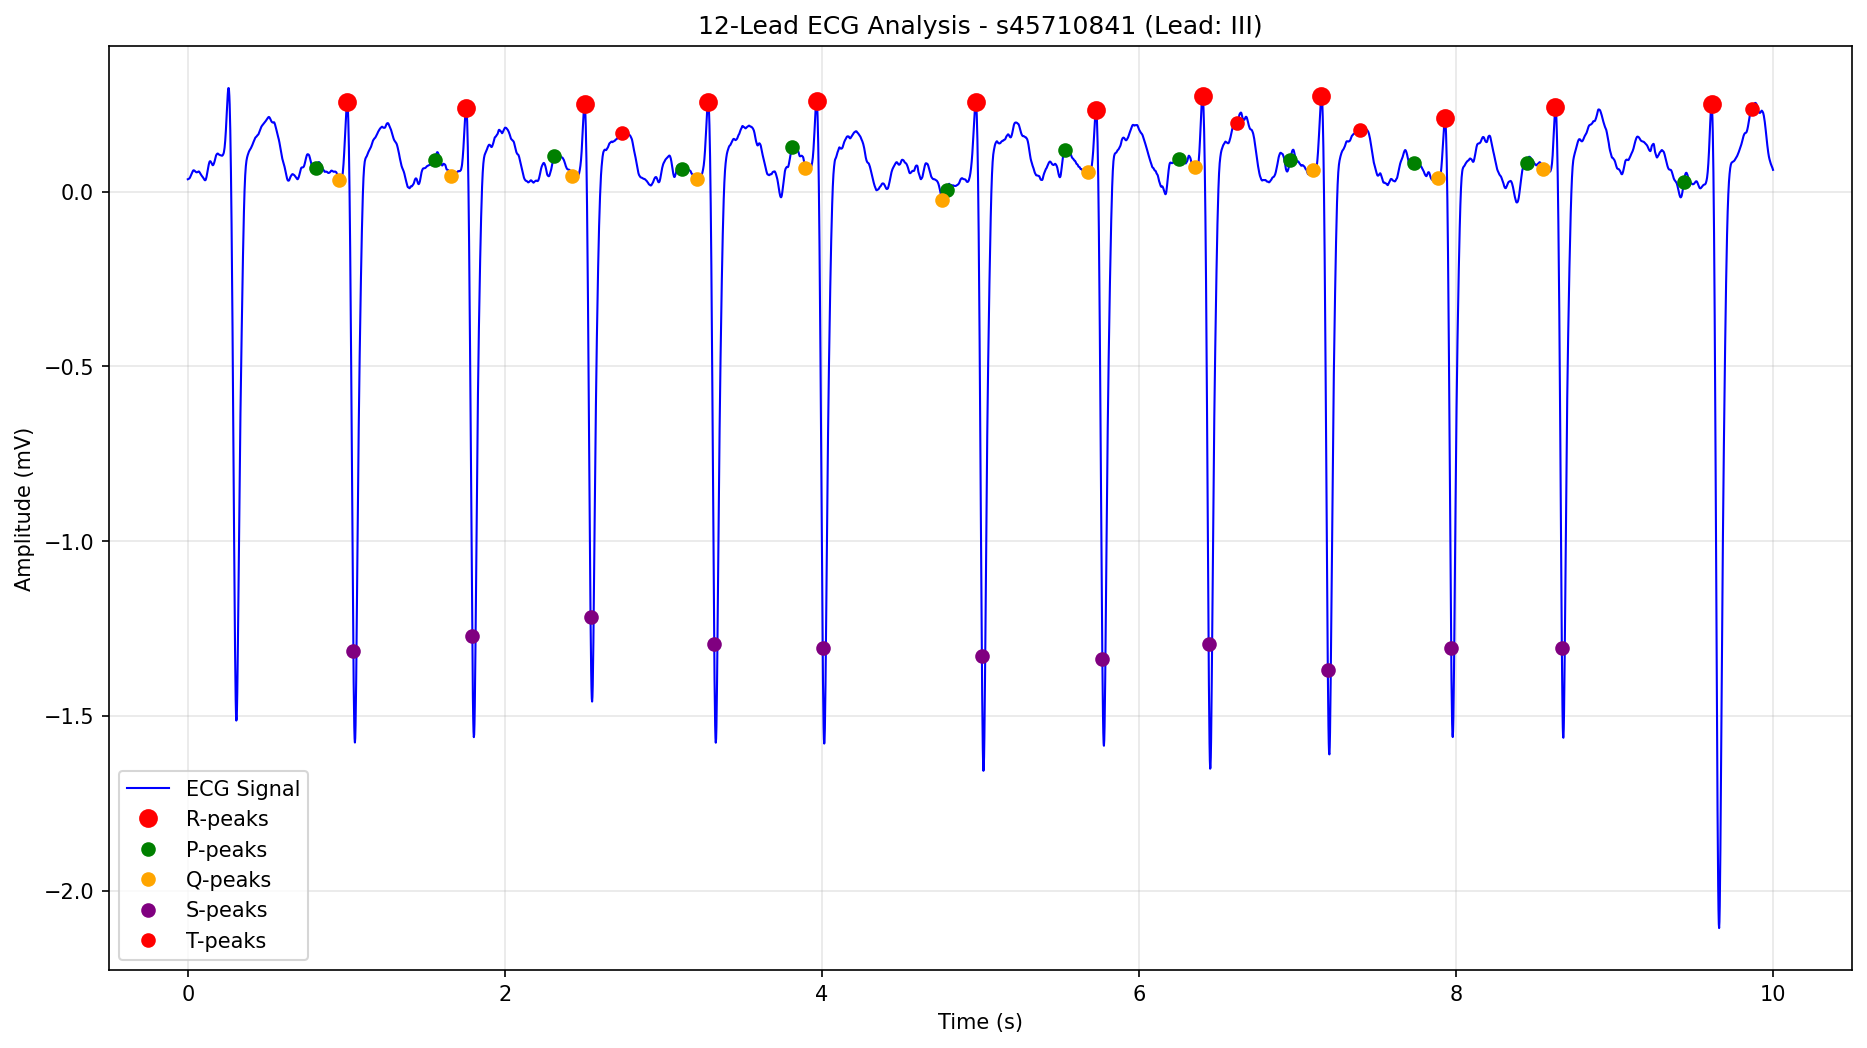 12-Lead ECG Analysis - s45710841 (Lead: III)
Amplitude (mV)
0.0
−0.5
−1.0
−1.5
−2.0
ECG Signal
R-peaks
P-peaks
Q-peaks
S-peaks
T-peaks
0 2 4 6 8 10
Time (s)